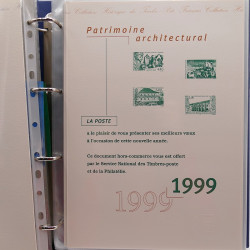 Patrimoine
architectural
LA POSTE
a le plaisir de vous présenter ses meilleurs vœux
à l'occasion de cette nouvelle année.
Ce document hors-commerce vous est offert
par le Service National des Timbres-poste
et de la Philatélie.
1999
1999